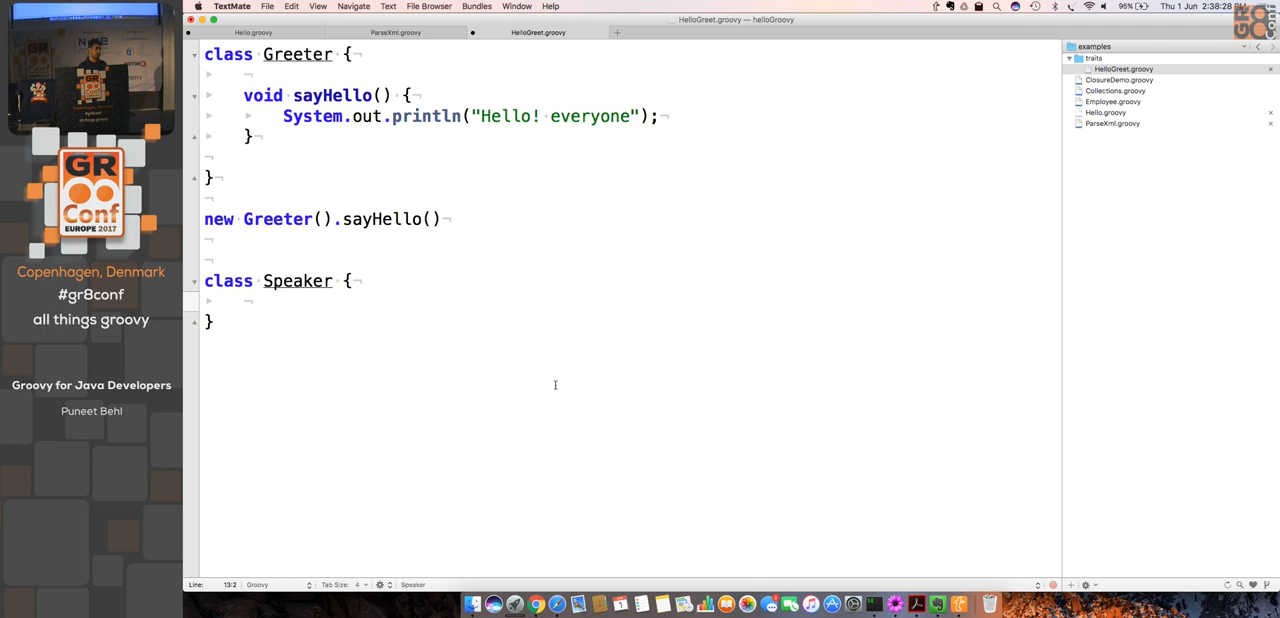 TextMate File Edit View Navigate Text File Browser Bundles Window Help
95% Thu 1 Jun 2:38:28
HelloGreet.groovy — helloGroovy
Hello.groovy ParseXml.groovy HelloGreet.groovy
class Greeter {
void sayHello() {
System.out.println("Hello! everyone");
}
}
new Greeter().sayHello()
class Speaker {
}
examples
traits
HelloGreet.groovy
ClosureDemo.groovy
Collections.groovy
Employee.groovy
Hello.groovy
ParseXml.groovy
GR
Conf
EUROPE 2017
Copenhagen, Denmark
#gr8conf
all things groovy
Groovy for Java Developers
Puneet Behl
Line: 13:2 Groovy Tab Size: 4 Speaker